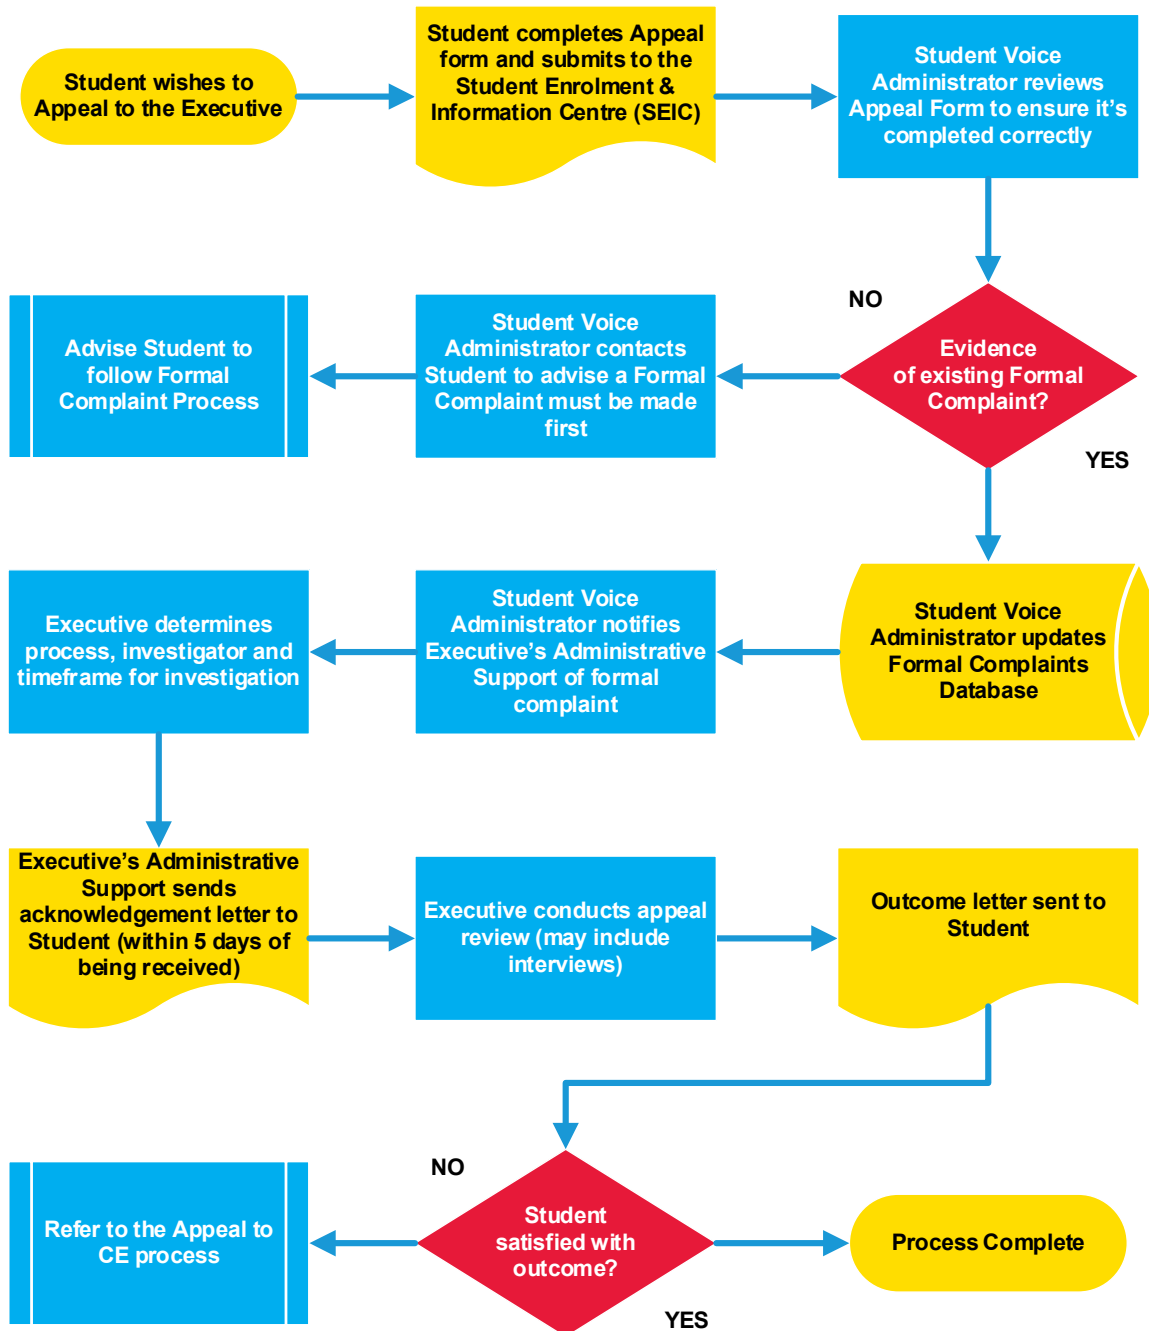 Student wishes to
Appeal to the Executive
Student completes Appeal
form and submits to the
Student Enrolment &
Information Centre (SEIC)
Student Voice
Administrator reviews
Appeal Form to ensure it's
completed correctly
NO
Evidence
of existing Formal
Complaint?
YES
Student Voice
Administrator contacts
Student to advise a Formal
Complaint must be made
first
Advise Student to
follow Formal
Complaint Process
Student Voice
Administrator updates
Formal Complaints
Database
Student Voice
Administrator notifies
Executive's Administrative
Support of formal
complaint
Executive determines
process, investigator and
timeframe for investigation
Executive's Administrative
Support sends
acknowledgement letter to
Student (within 5 days of
being received)
Executive conducts appeal
review (may include
interviews)
Outcome letter sent to
Student
NO
Student
satisfied with
outcome?
YES
Refer to the Appeal to
CE process
Process Complete